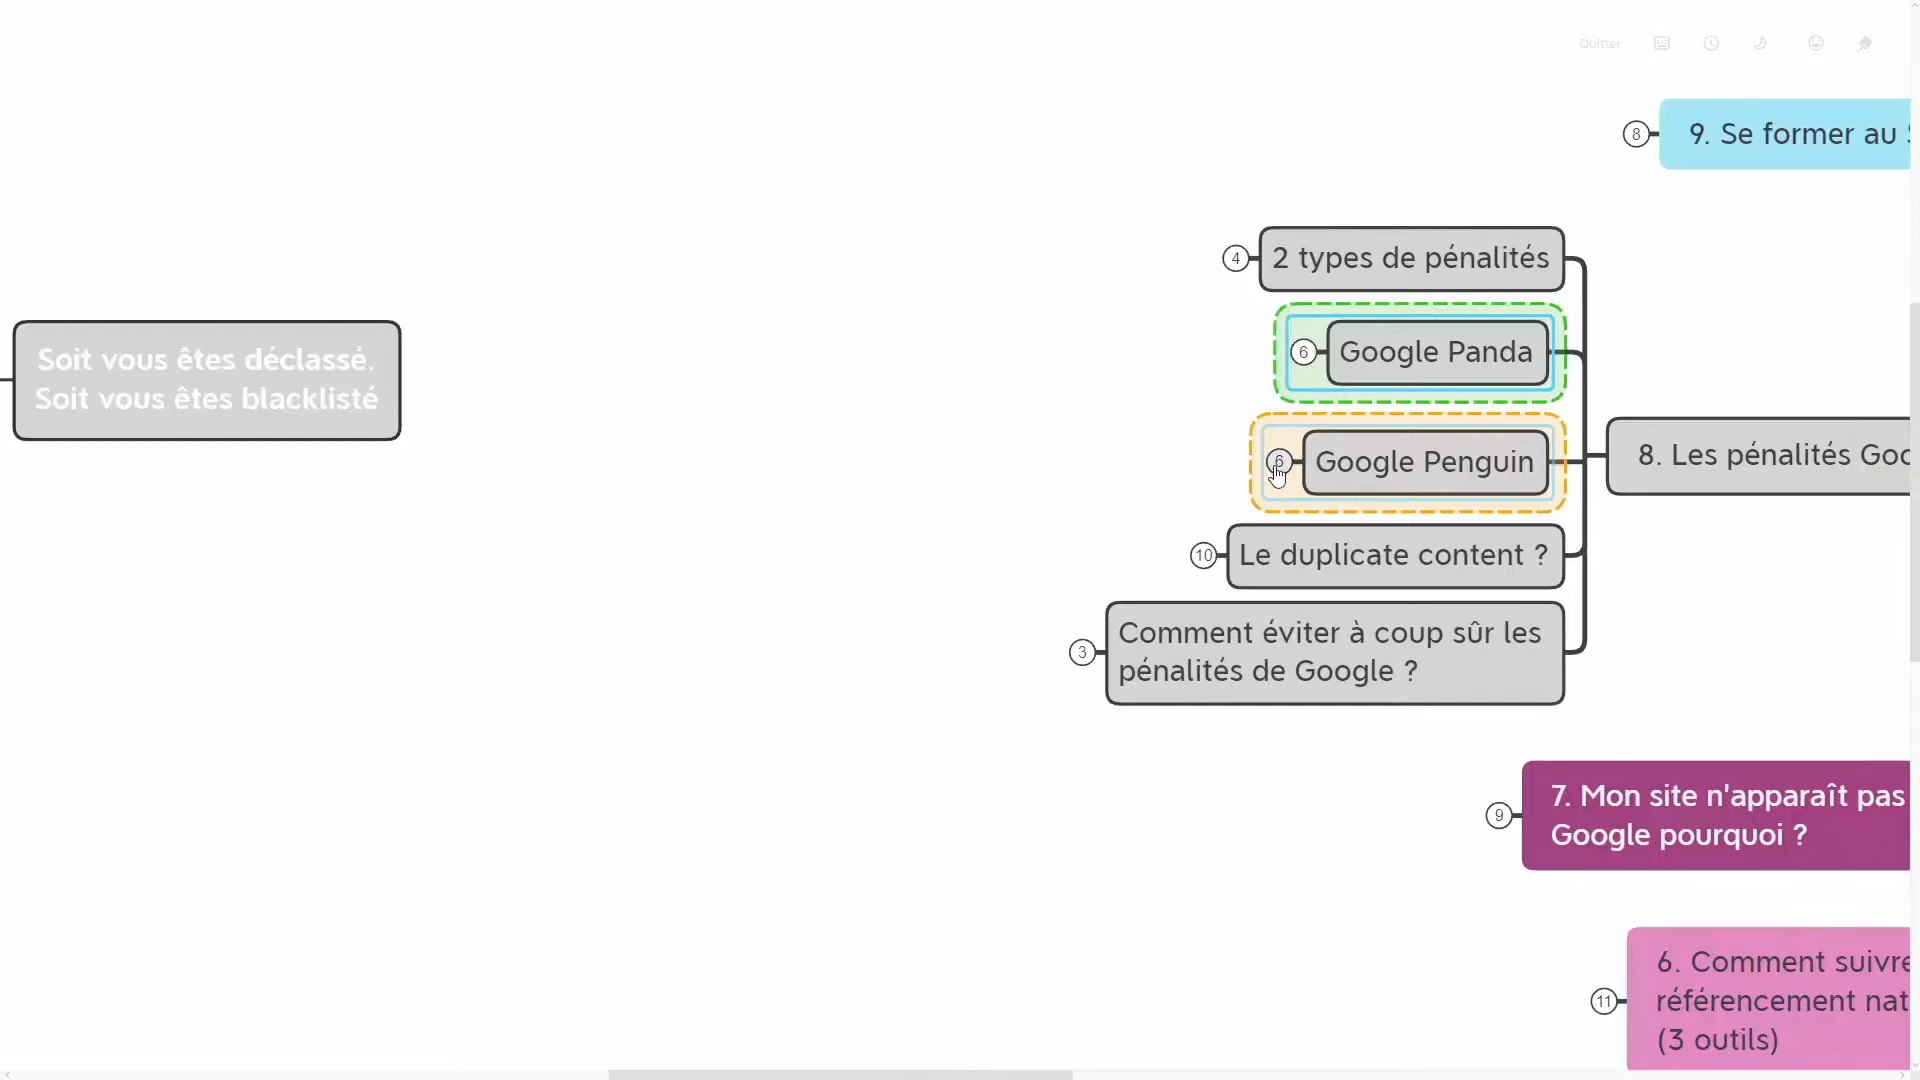 Quitter
8
9. Se former au
4
2 types de pénalités
6
Google Panda
Soit vous êtes déclassé.
Soit vous êtes blacklisté
6
Google Penguin
8. Les pénalités Goo
10
Le duplicate content ?
3
Comment éviter à coup sûr les
pénalités de Google ?
9
7. Mon site n'apparaît pas
Google pourquoi ?
11
6. Comment suivre
référencement nat
(3 outils)